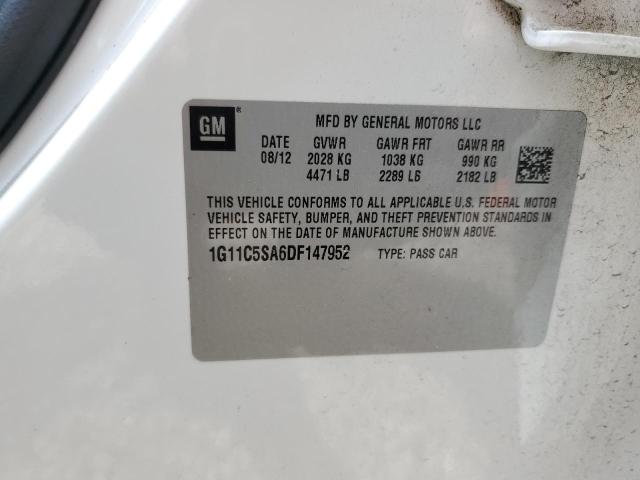 GM ®
MFD BY GENERAL MOTORS LLC
DATE GVWR GAWR FRT GAWR RR
08/12 2028 KG 1038 KG 990 KG
4471 LB 2289 LB 2182 LB
THIS VEHICLE CONFORMS TO ALL APPLICABLE U.S. FEDERAL MOTOR
VEHICLE SAFETY, BUMPER, AND THEFT PREVENTION STANDARDS IN
EFFECT ON THE DATE OF MANUFACTURE SHOWN ABOVE.
1G11C5SA6DF147952 TYPE: PASS CAR